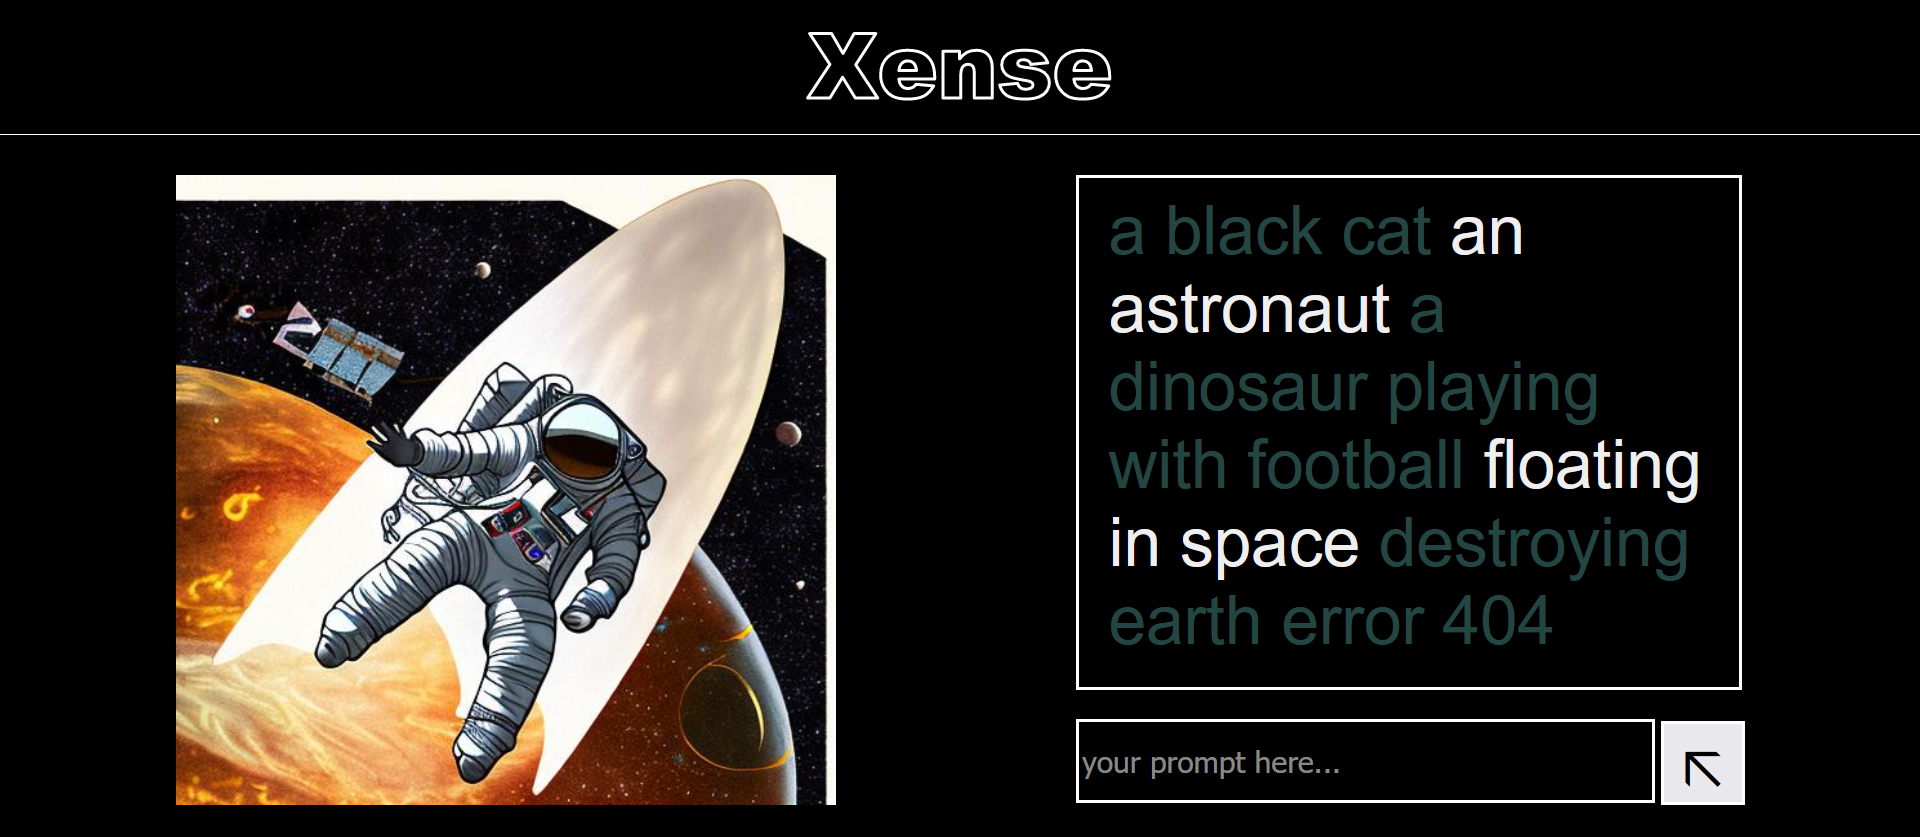 Xense
a black cat an
astronaut a
dinosaur playing
with football floating
in space destroying
earth error 404
your prompt here...